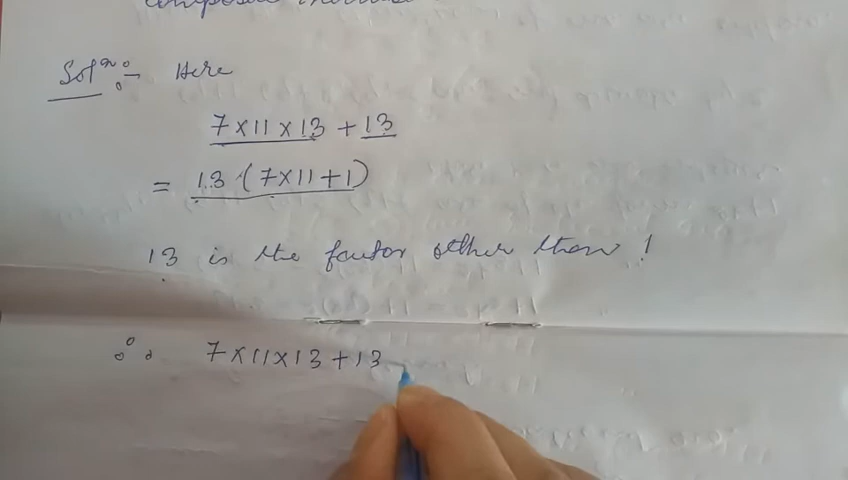 composite
Solⁿ :- Here
7×11×13 + 13
= 13 (7×11+1)
13 is the factor other than 1
∴ 7×11×13+13